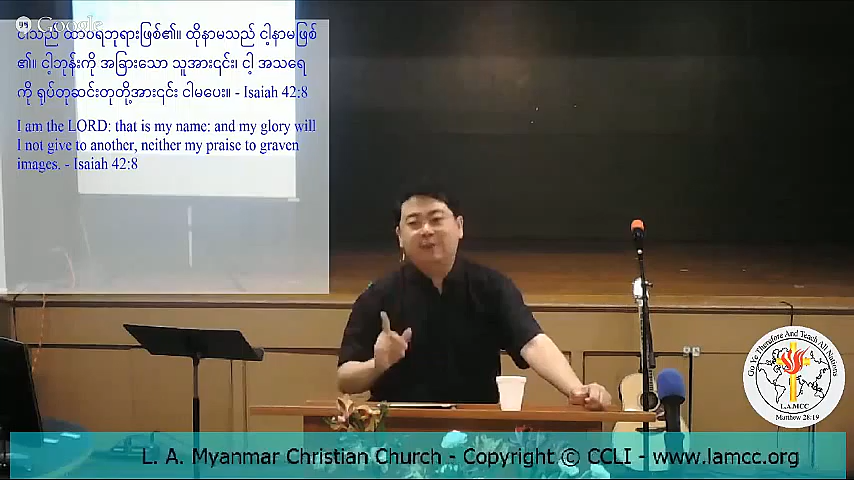 Google
ငါသည် ထာဝရဘုရားဖြစ်၏။ ထိုနာမသည် ငါ့နာမဖြစ်
၏။ ငါ့ဘုန်းကို အခြားသော သူအား၎င်း၊ ငါ့ အသရေ
ကို ရုပ်တုဆင်းတုတို့အား၎င်း ငါမပေး။ - Isaiah 42:8
I am the LORD: that is my name: and my glory will
I not give to another, neither my praise to graven
images. - Isaiah 42:8
Go Ye Therefore And Teach All Nations
L.A.MCC
Matthew 28:19
L. A. Myanmar Christian Church - Copyright © CCLI - www.lamcc.org